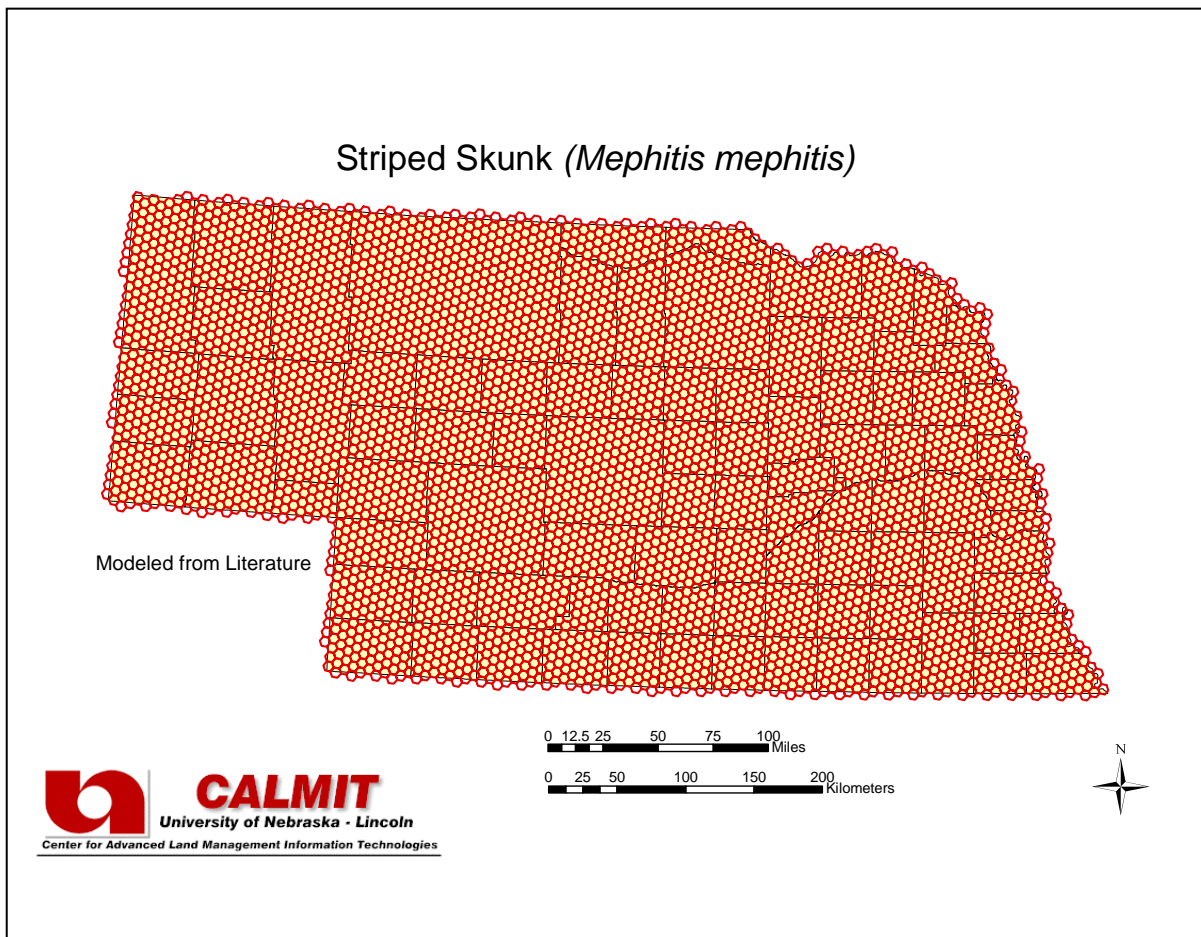 Striped Skunk (Mephitis mephitis)
Modeled from Literature
0 12.5 25 50 75 100
Miles
0 25 50 100 150 200
Kilometers
N
CALMIT
University of Nebraska - Lincoln
Center for Advanced Land Management Information Technologies